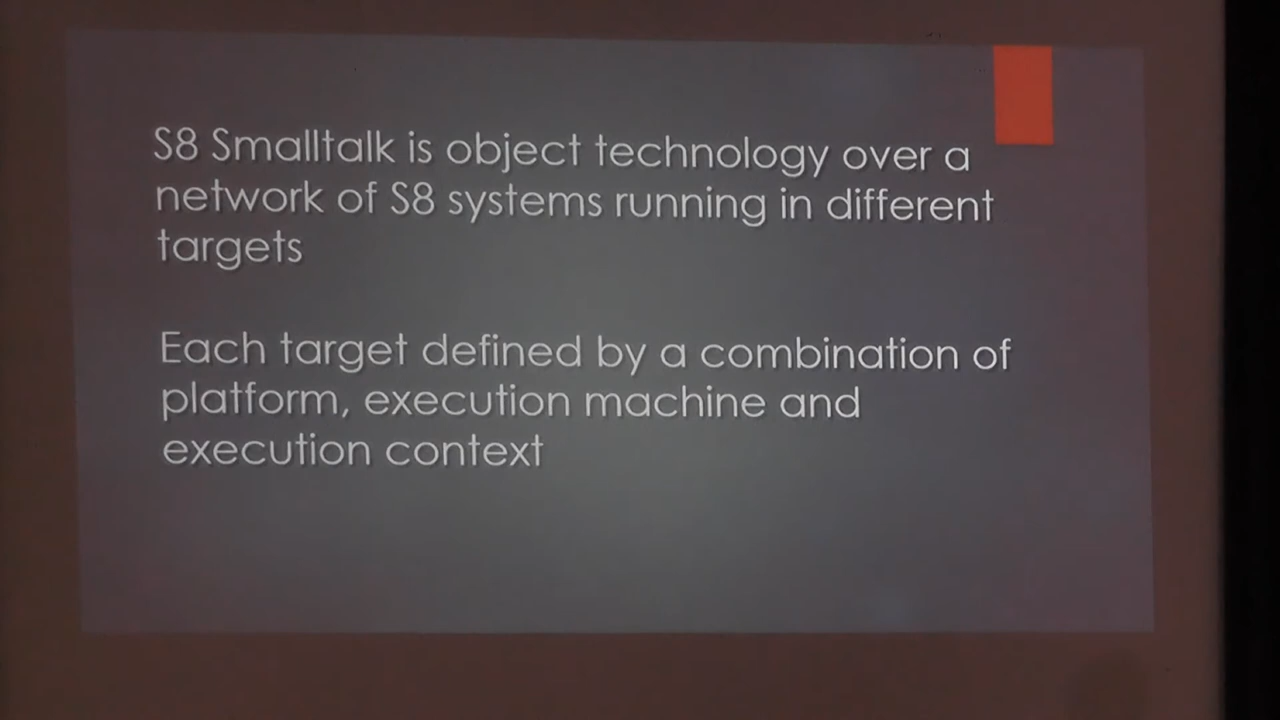 S8 Smalltalk is object technology over a
network of S8 systems running in different
targets
Each target defined by a combination of
platform, execution machine and
execution context